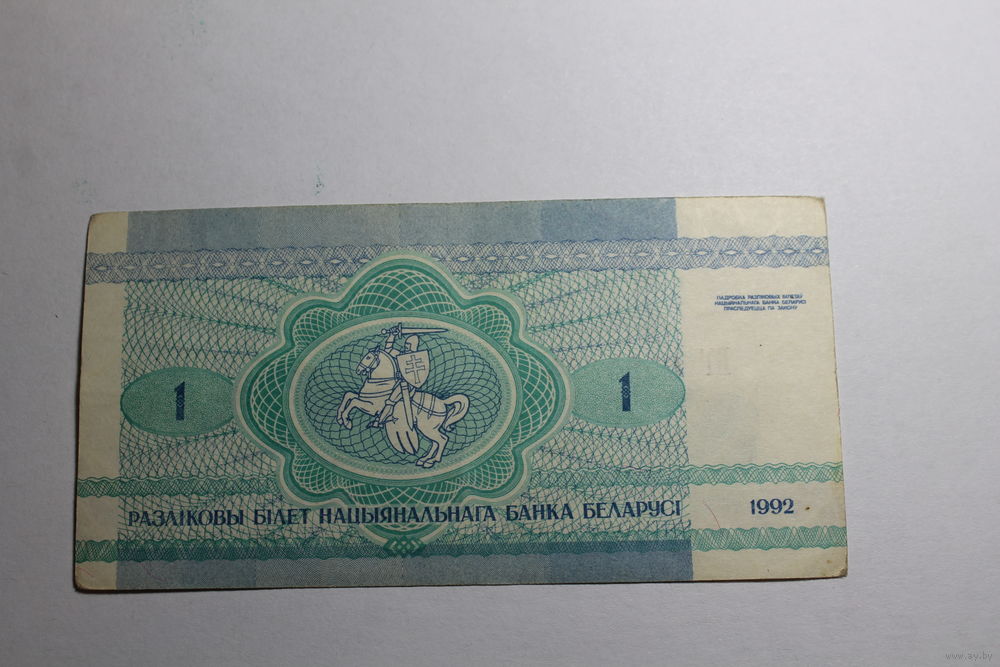 ПАДРОБКА РАЗЛІКОВЫХ БІЛЕТАЎ
НАЦЫЯНАЛЬНАГА БАНКА БЕЛАРУСІ
ПРАСЛЕДУЕЦЦА ПА ЗАКОНУ
1 1
РАЗЛІКОВЫ БІЛЕТ НАЦЫЯНАЛЬНАГА БАНКА БЕЛАРУСІ 1992
www.ay.by